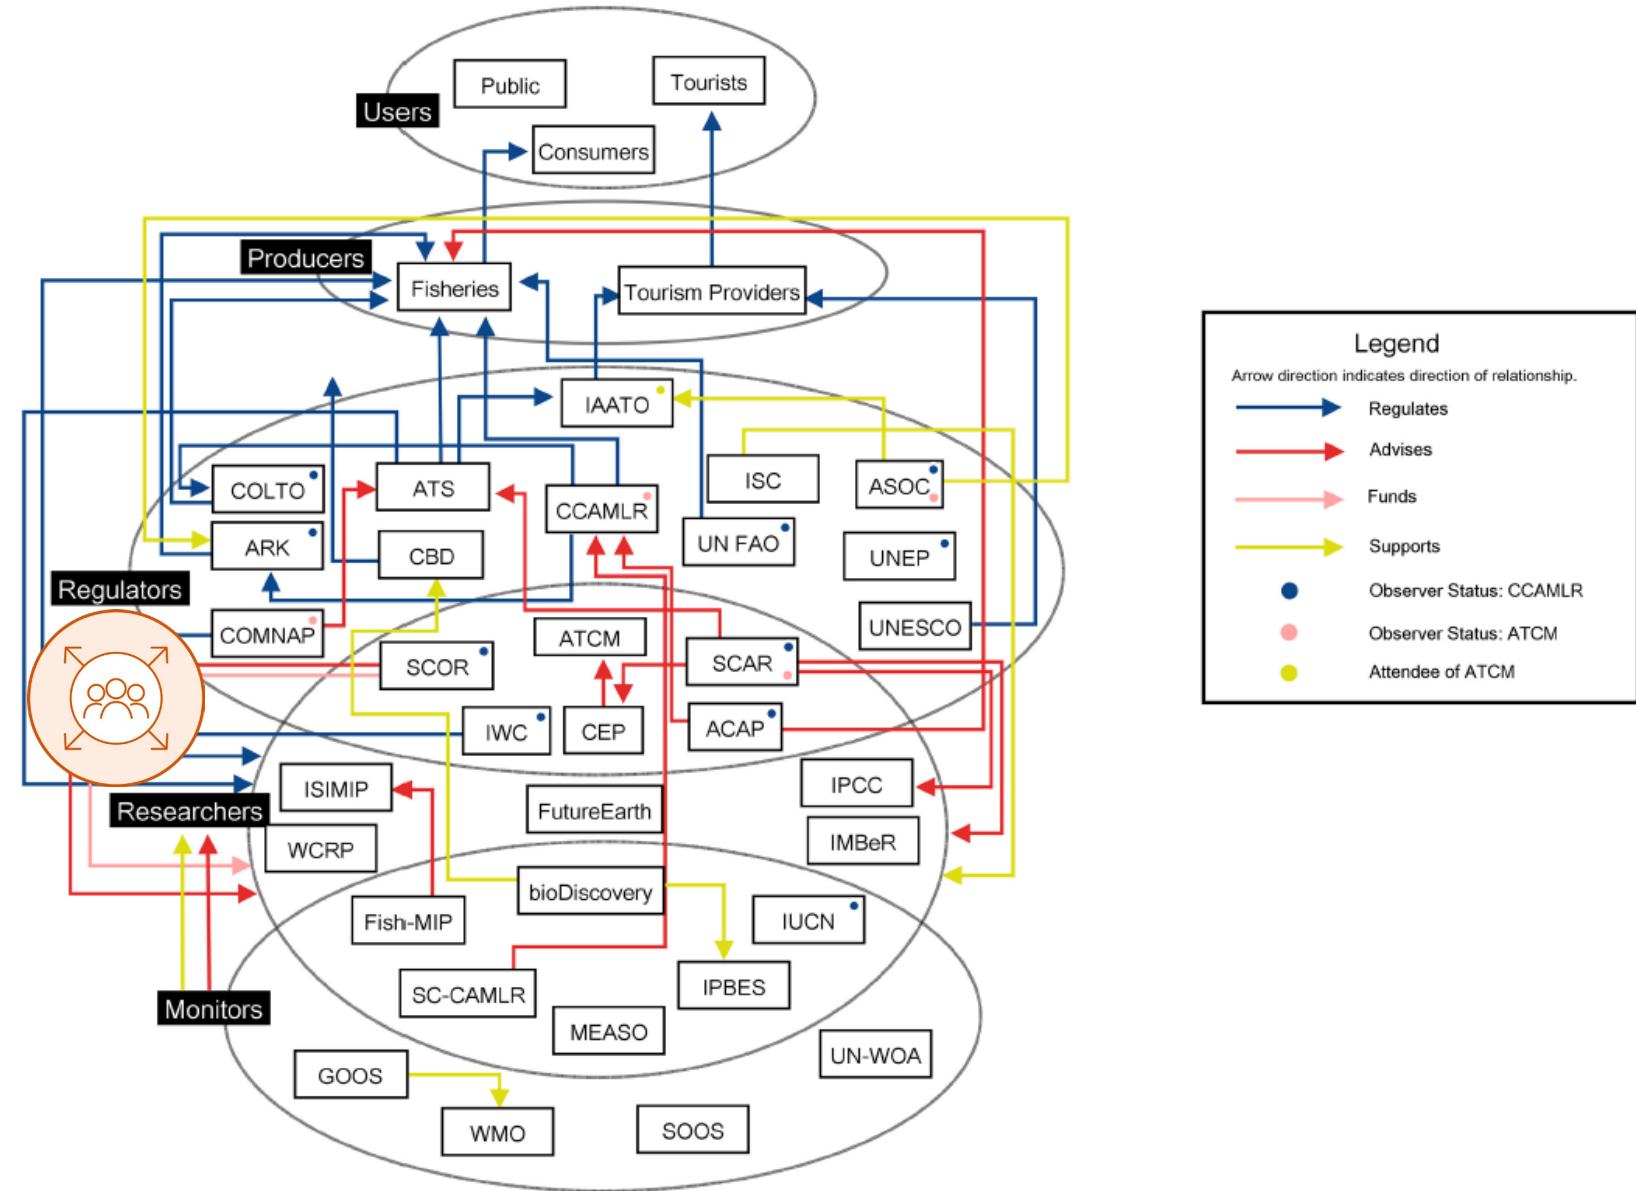 Public
Tourists
Users
Consumers
Producers
Fisheries
Tourism Providers
IAATO
COLTO
ATS
ISC
ASOC
CCAMLR
ARK
CBD
UN FAO
UNEP
Regulators
COMNAP
ATCM
UNESCO
SCOR
SCAR
IWC
CEP
ACAP
ISIMIP
IPCC
Researchers
FutureEarth
WCRP
IMBeR
bioDiscovery
Fish-MIP
IUCN
SC-CAMLR
IPBES
Monitors
MEASO
UN-WOA
GOOS
WMO
SOOS
Legend
Arrow direction indicates direction of relationship.
Regulates
Advises
Funds
Supports
Observer Status: CCAMLR
Observer Status: ATCM
Attendee of ATCM